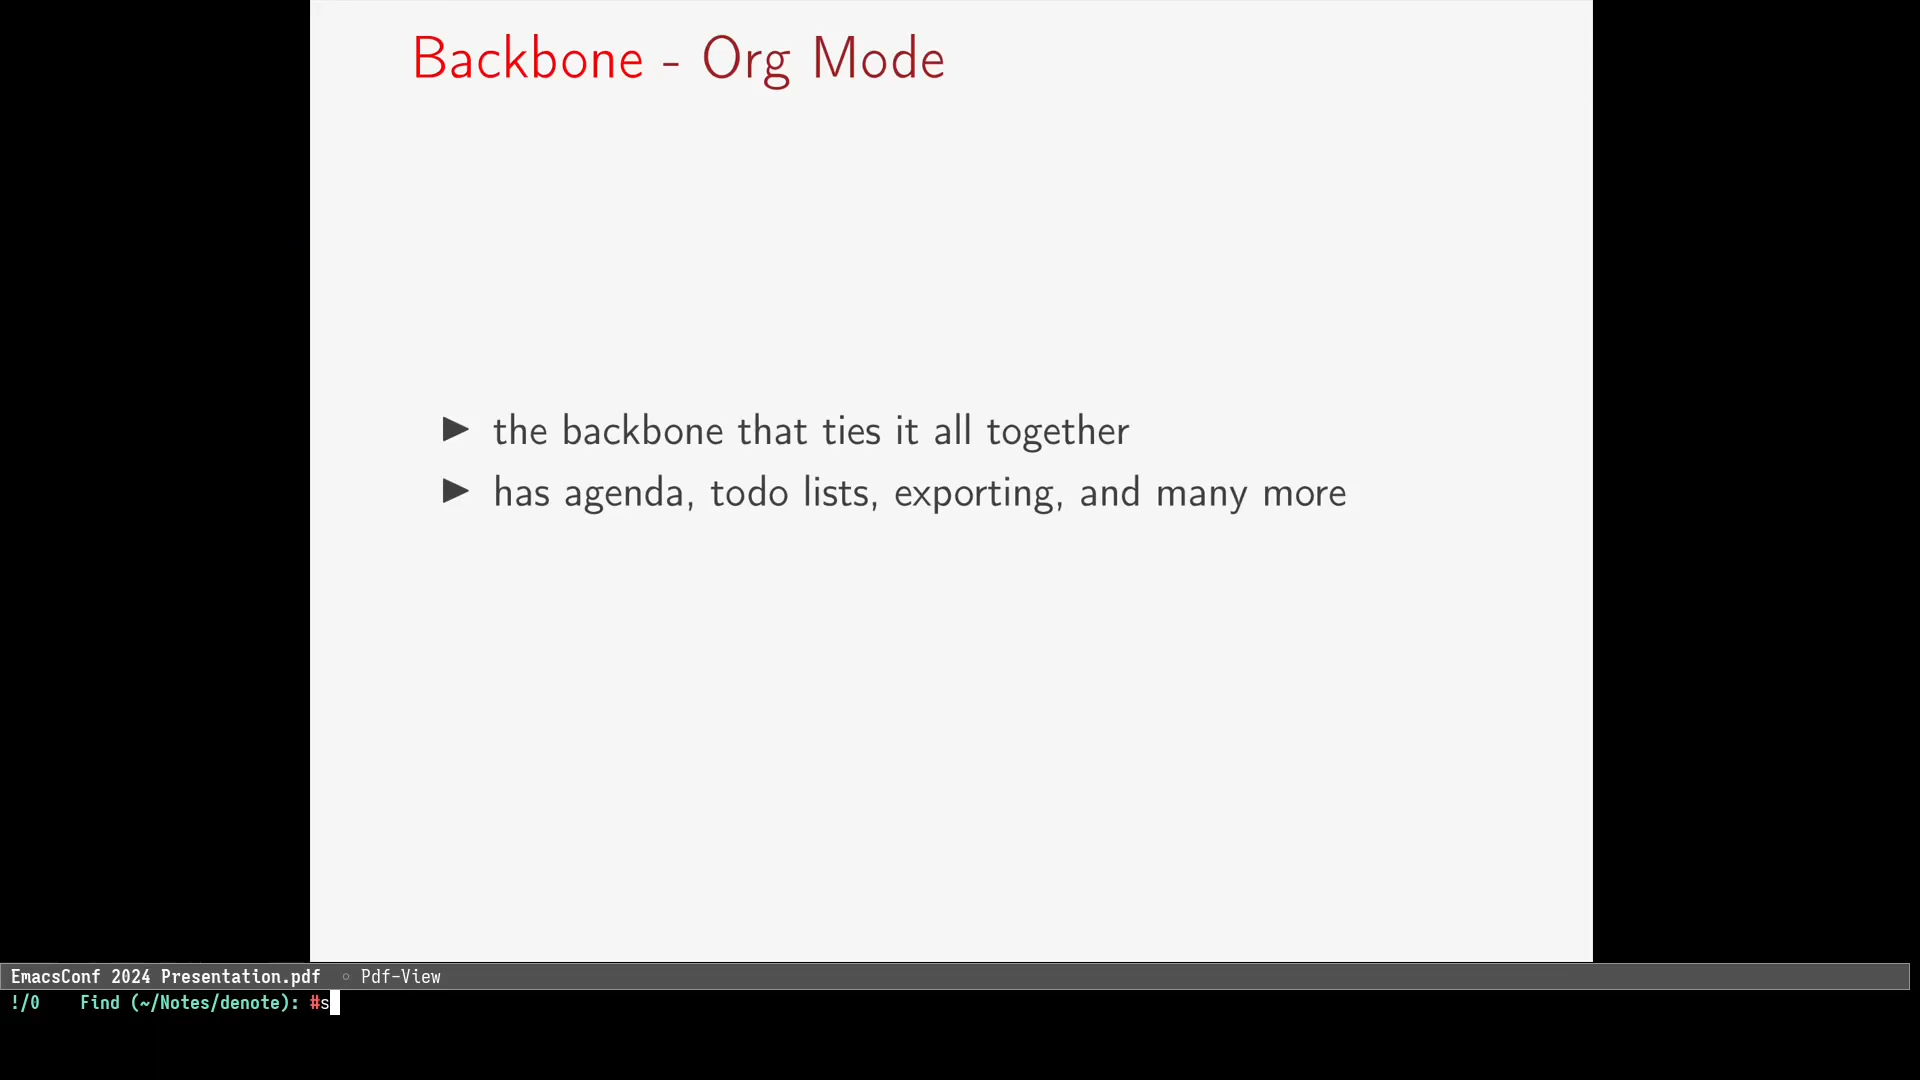 Backbone - Org Mode
▶ the backbone that ties it all together
▶ has agenda, todo lists, exporting, and many more
EmacsConf 2024 Presentation.pdf ◦ Pdf-View
!/0 Find (~/Notes/denote): #s